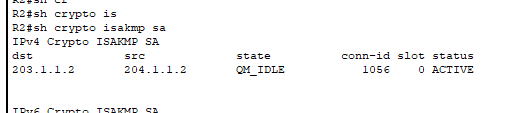 R2#sh cr
R2#sh crypto is
R2#sh crypto isakmp sa
IPv4 Crypto ISAKMP SA
dst src state conn-id slot status
203.1.1.2 204.1.1.2 QM_IDLE 1056 0 ACTIVE
IPv6 Crypto ISAKMP SA